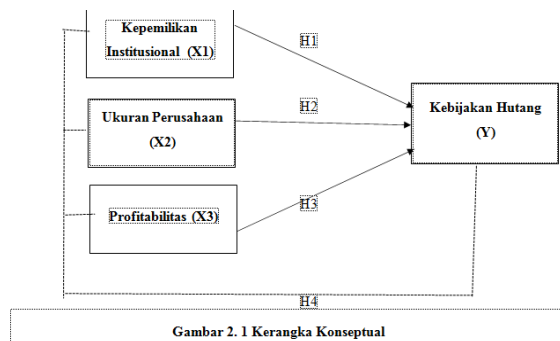 Kepemilikan
Institusional (X1)
H1
Ukuran Perusahaan
(X2)
H2
Kebijakan Hutang
(Y)
Profitabilitas (X3)
H3
H4
Gambar 2. 1 Kerangka Konseptual